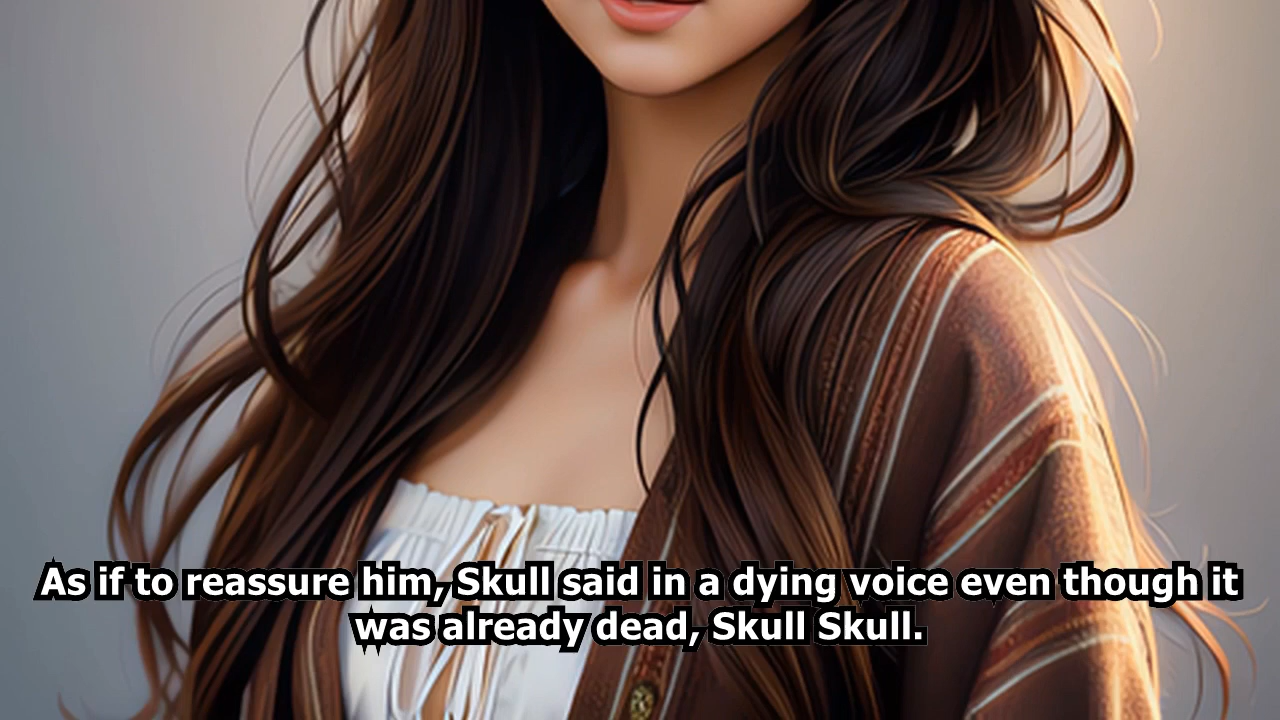 As if to reassure him, Skull said in a dying voice even though it
was already dead, Skull Skull.